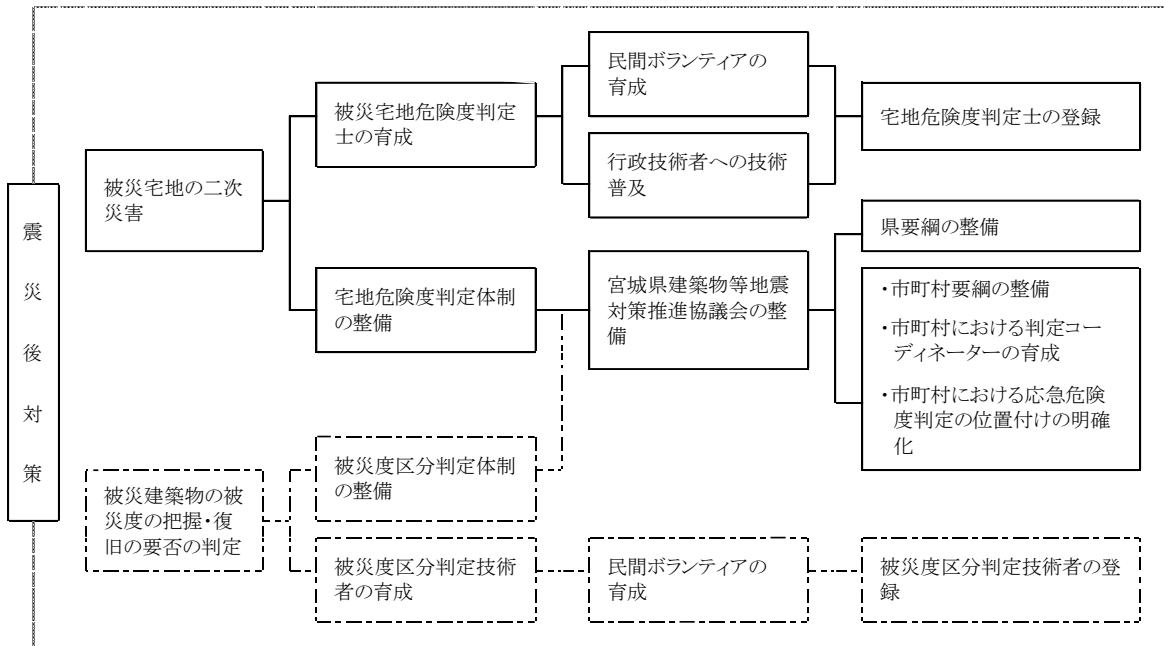 震災後対策
被災宅地の二次
災害
被災宅地危険度判定
士の育成
民間ボランティアの
育成
行政技術者への技術
普及
宅地危険度判定士の登録
宅地危険度判定体制
の整備
宮城県建築物等地震
対策推進協議会の整
備
県要綱の整備
・市町村要綱の整備
・市町村における判定コー
ディネーターの育成
・市町村における応急危険
度判定の位置付けの明確
化
被災建築物の被
災度の把握・復
旧の要否の判定
被災度区分判定体制
の整備
被災度区分判定技術
者の育成
民間ボランティアの
育成
被災度区分判定技術者の登
録